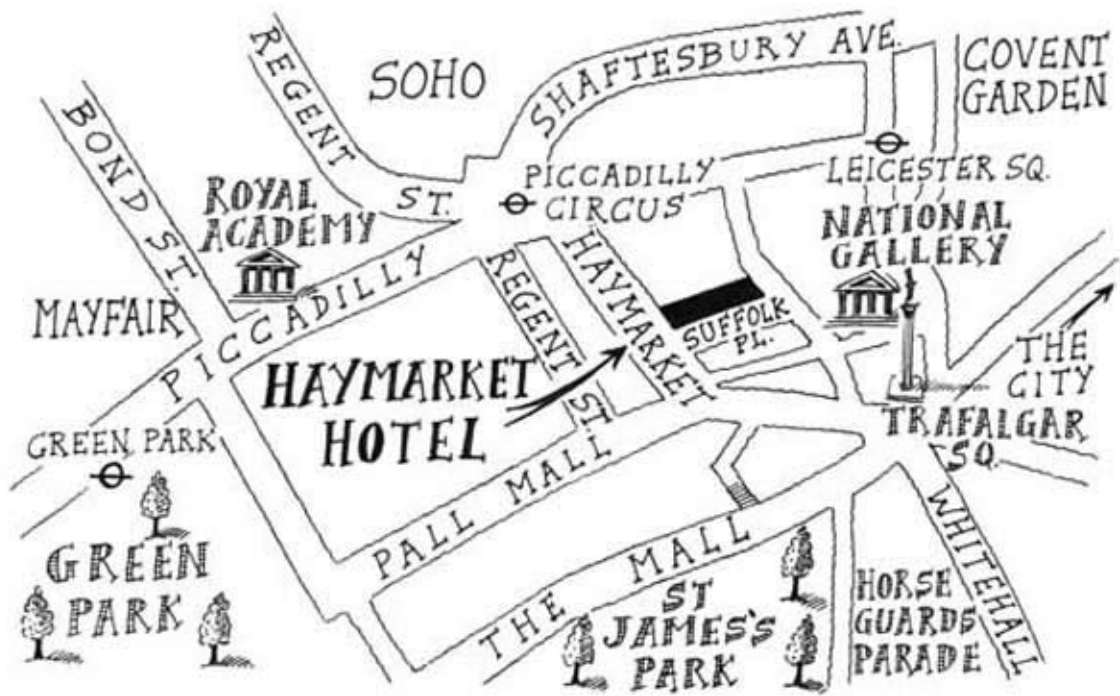 REGENT ST.
SOHO
SHAFTESBURY AVE.
COVENT
GARDEN
BOND ST.
ROYAL
ACADEMY
PICCADILLY
CIRCUS
LEICESTER SQ.
NATIONAL
GALLERY
MAYFAIR
PICCADILLY
REGENT ST.
HAYMARKET
SUFFOLK
PL.
THE
CITY
HAYMARKET
HOTEL
TRAFALGAR
SQ.
GREEN PARK
PALL MALL
WHITEHALL
GREEN
PARK
THE MALL
ST
JAMES'S
PARK
HORSE
GUARDS
PARADE